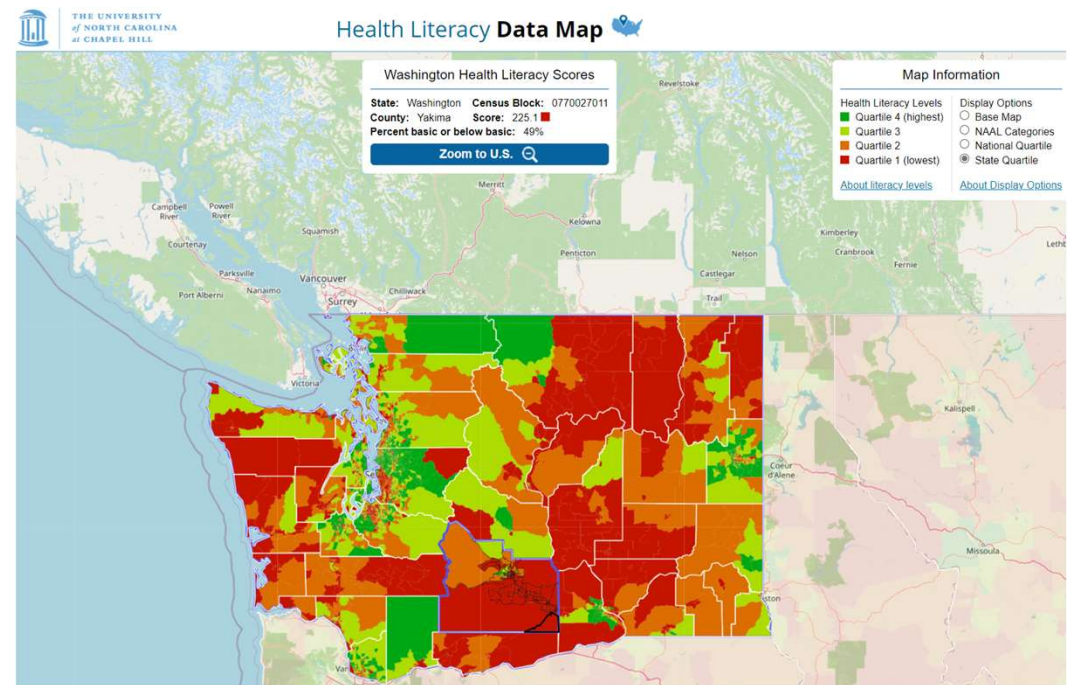 THE UNIVERSITY
of NORTH CAROLINA
at CHAPEL HILL
Health Literacy Data Map
Washington Health Literacy Scores
State: Washington Census Block: 0770027011
County: Yakima Score: 225.1
Percent basic or below basic: 49%
Zoom to U.S.
Map Information
Health Literacy Levels
Quartile 4 (highest)
Quartile 3
Quartile 2
Quartile 1 (lowest)
About literacy levels
Display Options
Base Map
NAAL Categories
National Quartile
State Quartile
About Display Options
Revelstoke
Merritt
Campbell
River
Powell
River
Squamish
Kelowna
Kimberley
Courtenay
Cranbrook
Penticton
Nelson
Fernie
Parksville
Vancouver
Castlegar
Port Alberni
Nanaimo
Chilliwack
Surrey
Trail
Victoria
Kalispell
Coeur
d'Alene
Missoula